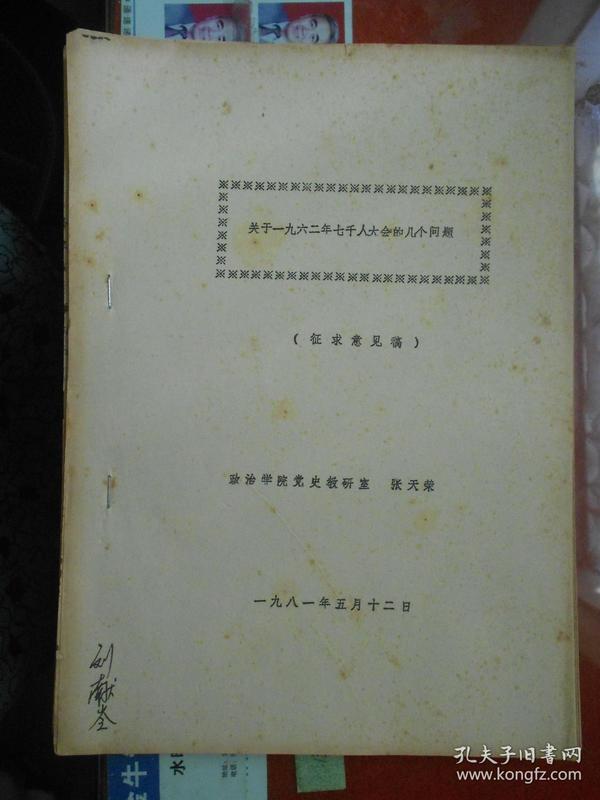 关于一九六二年七千人大会的几个问题
（征求意见稿）
政治学院党史教研室 张天荣
一九八一年五月十二日
刘
献
孔夫子旧书网
www.kongfz.com